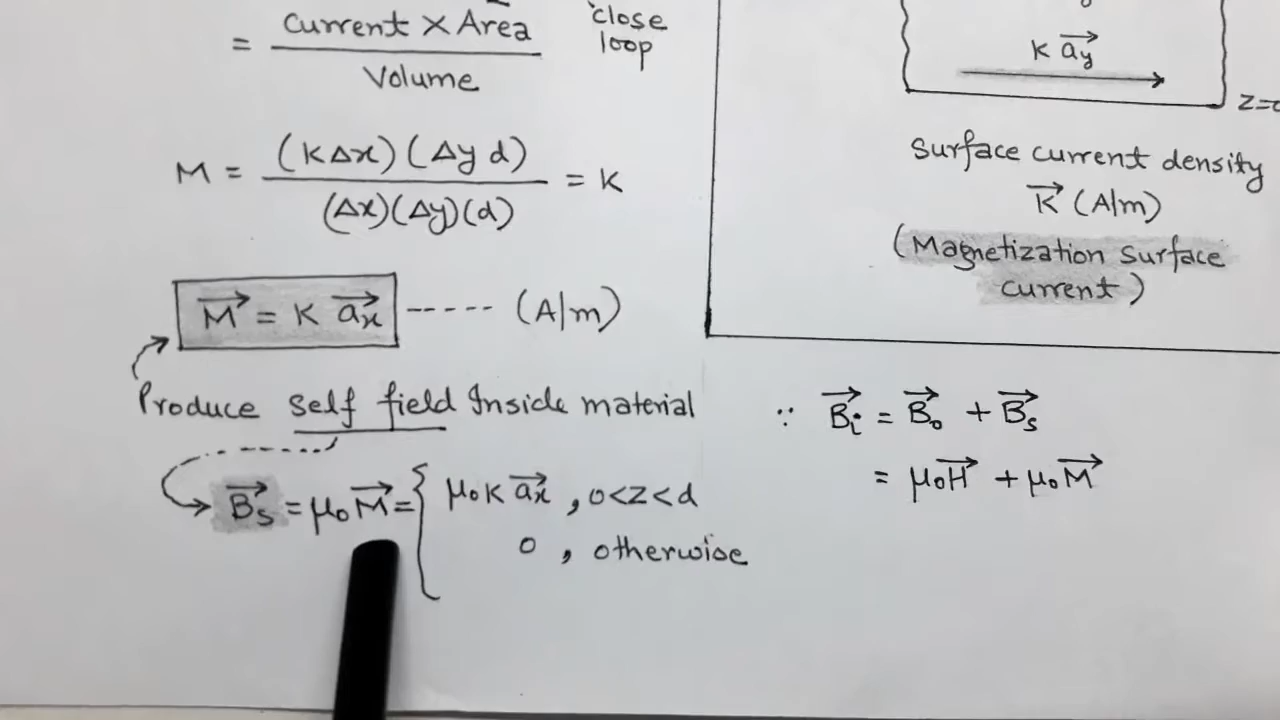 = Current × Area / Volume
close
loop
M = (KΔx)(Δy d) / (Δx)(Δy)(d) = K
M⃗ = K a⃗x ----- (A/m)
Produce self field Inside material
B⃗s = μ₀M⃗ = { μ₀K a⃗x , 0<z<d
0 , otherwise
K a⃗y
Surface current density
K⃗ (A/m)
(Magnetization surface
current)
∵ B⃗i = B⃗₀ + B⃗s
= μ₀H⃗ + μ₀M⃗